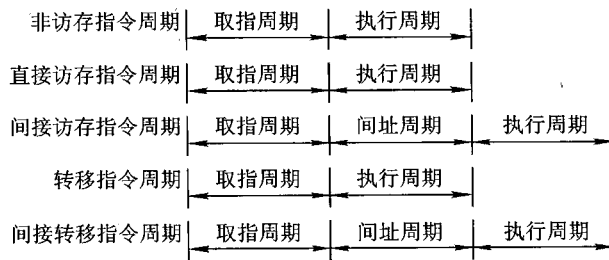 非访存指令周期 取指周期 执行周期
直接访存指令周期 取指周期 执行周期
间接访存指令周期 取指周期 间址周期 执行周期
转移指令周期 取指周期 执行周期
间接转移指令周期 取指周期 间址周期 执行周期